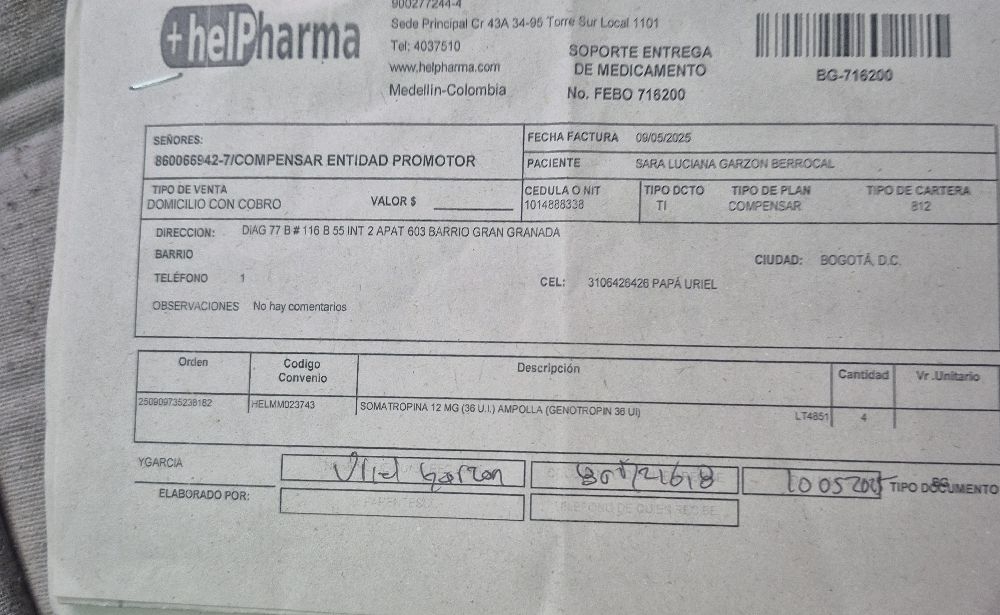 900277244-4
+helPharma
Sede Principal Cr 43A 34-95 Torre Sur Local 1101
Tel: 4037510
www.helpharma.com
Medellín-Colombia
SOPORTE ENTREGA
DE MEDICAMENTO
No. FEBO 716200
BG-716200
SEÑORES:
860066942-7/COMPENSAR ENTIDAD PROMOTOR
FECHA FACTURA 09/05/2025
PACIENTE SARA LUCIANA GARZON BERROCAL
TIPO DE VENTA
DOMICILIO CON COBRO
VALOR $
CEDULA O NIT
1014888338
TIPO DCTO
TI
TIPO DE PLAN
COMPENSAR
TIPO DE CARTERA
812
DIRECCION: DIAG 77 B # 116 B 55 INT 2 APAT 603 BARRIO GRAN GRANADA
BARRIO
CIUDAD: BOGOTÁ, D.C.
TELÉFONO 1
CEL: 3106426426 PAPÁ URIEL
OBSERVACIONES No hay comentarios
Orden Codigo Convenio Descripción Cantidad Vr .Unitario
250909735238182 HELMM023743 SOMATROPINA 12 MG (36 U.I.) AMPOLLA (GENOTROPIN 36 UI) LT4851 4
YGARCIA
Uriel Garzon
10 05 2025
TIPO DOCUMENTO
ELABORADO POR: